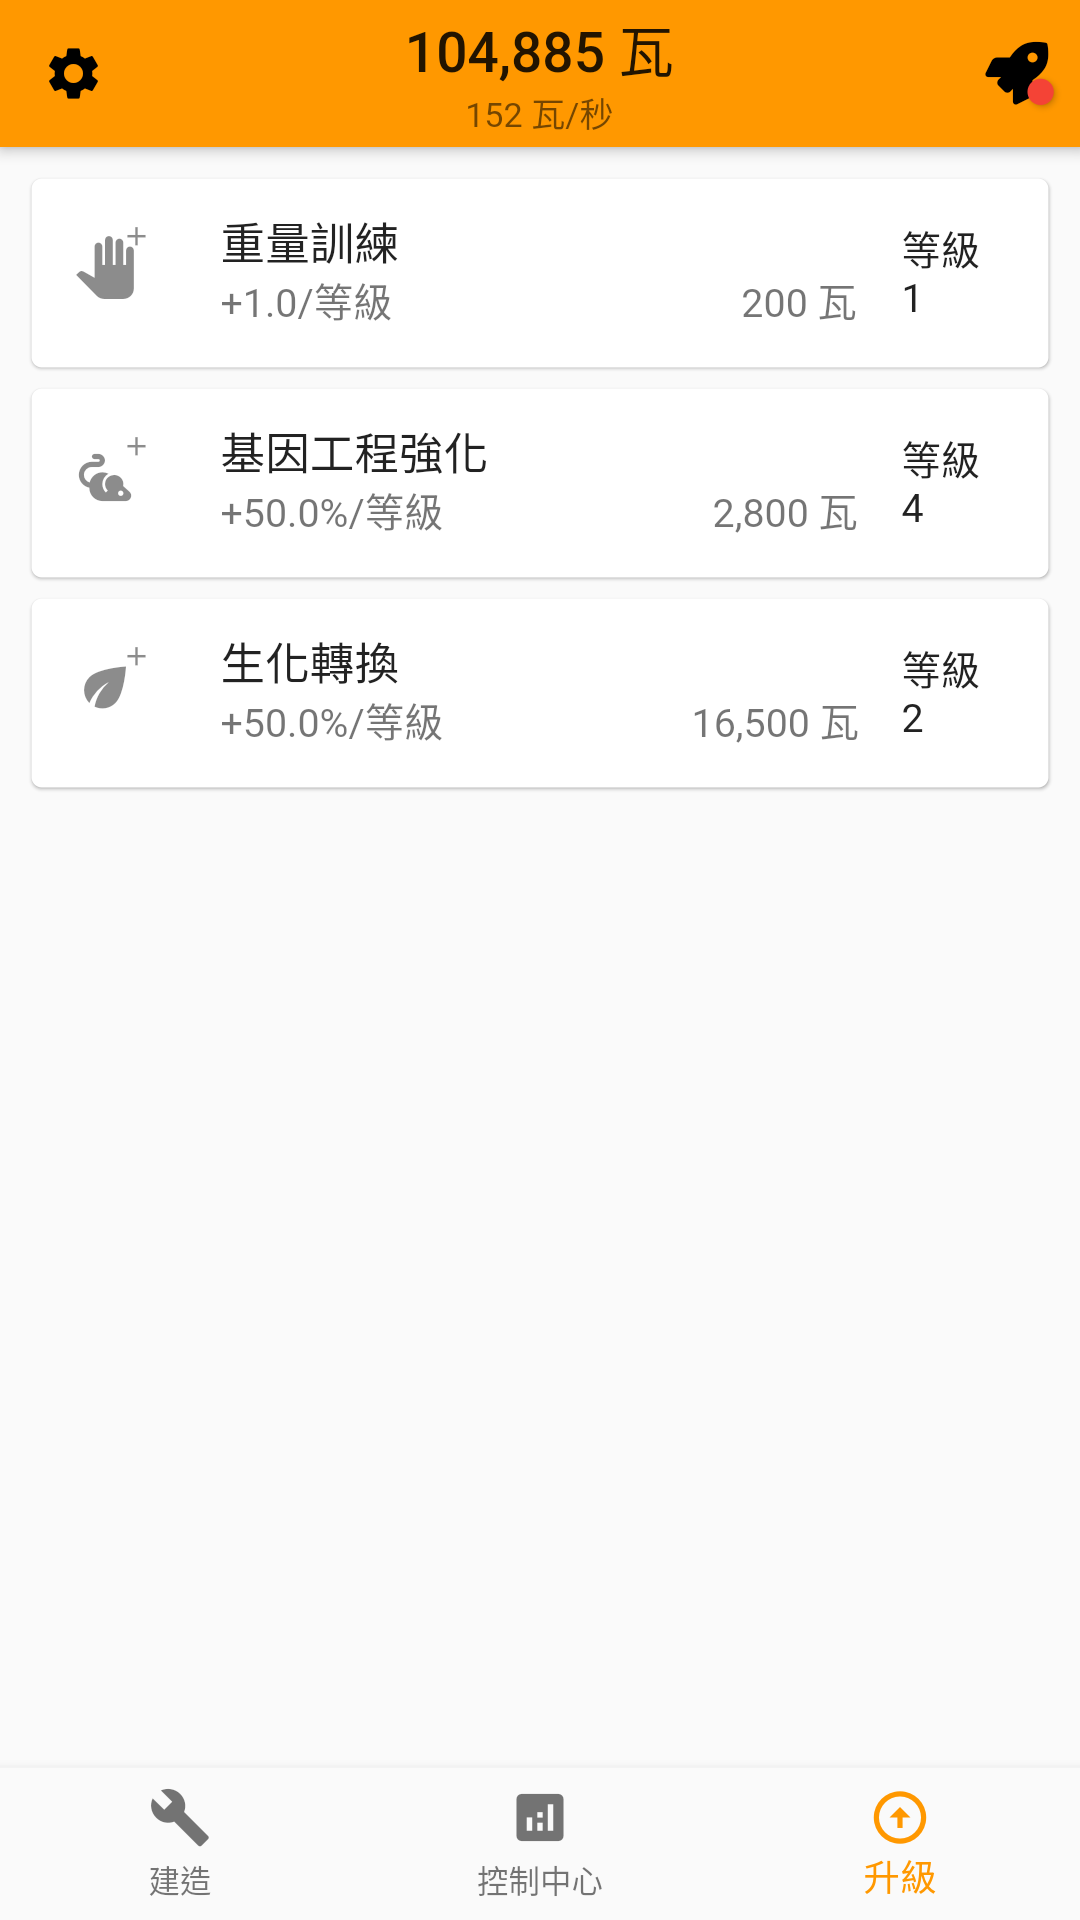 104,885 瓦
152 瓦/秒
重量訓練
+1.0/等級
200 瓦
等級
1
基因工程強化
+50.0%/等級
2,800 瓦
等級
4
生化轉換
+50.0%/等級
16,500 瓦
等級
2
建造
控制中心
升級